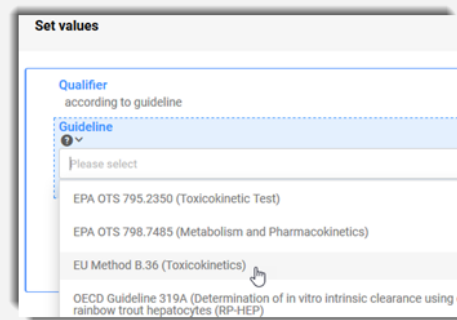 Set values
Qualifier
according to guideline
Guideline
Please select
EPA OTS 795.2350 (Toxicokinetic Test)
EPA OTS 798.7485 (Metabolism and Pharmacokinetics)
EU Method B.36 (Toxicokinetics)
OECD Guideline 319A (Determination of in vitro intrinsic clearance using
rainbow trout hepatocytes (RP-HEP)